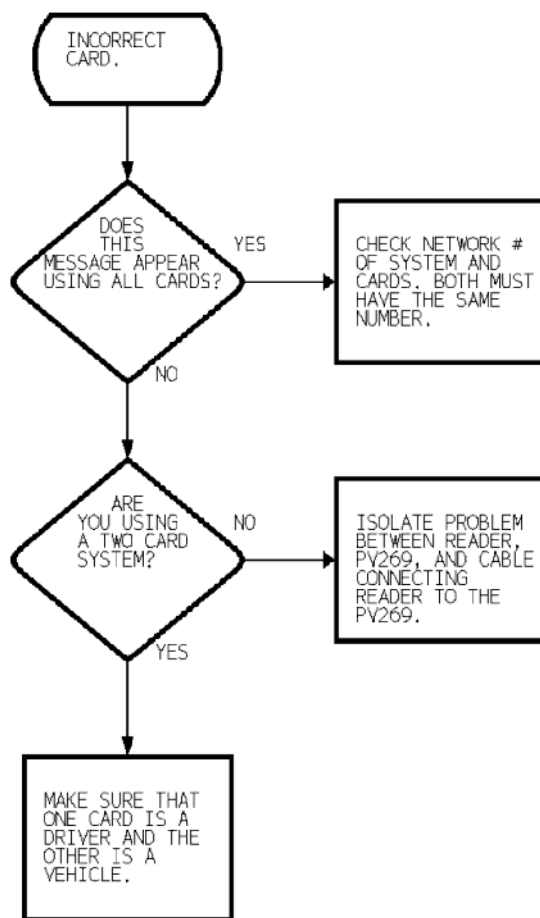 INCORRECT
CARD.
DOES
THIS
MESSAGE APPEAR
USING ALL CARDS?
YES
CHECK NETWORK #
OF SYSTEM AND
CARDS. BOTH MUST
HAVE THE SAME
NUMBER.
NO
ARE
YOU USING
A TWO CARD
SYSTEM?
NO
ISOLATE PROBLEM
BETWEEN READER,
PV269, AND CABLE
CONNECTING
READER TO THE
PV269.
YES
MAKE SURE THAT
ONE CARD IS A
DRIVER AND THE
OTHER IS A
VEHICLE.